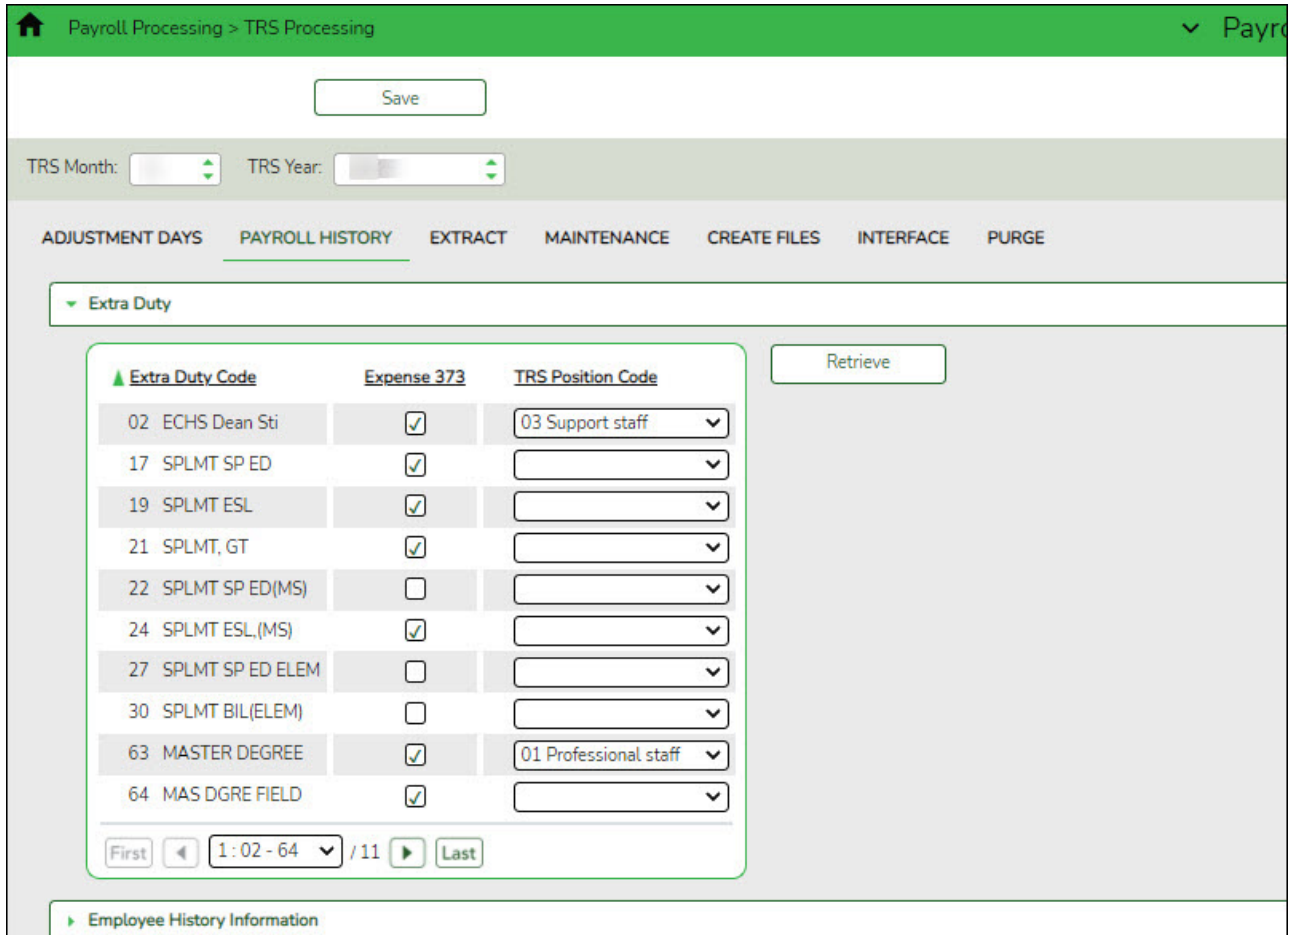 Payroll Processing > TRS Processing
Payro
Save
TRS Month:
TRS Year:
ADJUSTMENT DAYS PAYROLL HISTORY EXTRACT MAINTENANCE CREATE FILES INTERFACE PURGE
Extra Duty
Retrieve
Extra Duty Code Expense 373 TRS Position Code
02 ECHS Dean Sti 03 Support staff
17 SPLMT SP ED
19 SPLMT ESL
21 SPLMT, GT
22 SPLMT SP ED(MS)
24 SPLMT ESL,(MS)
27 SPLMT SP ED ELEM
30 SPLMT BIL(ELEM)
63 MASTER DEGREE 01 Professional staff
64 MAS DGRE FIELD
First 1 : 02 - 64 / 11 Last
Employee History Information